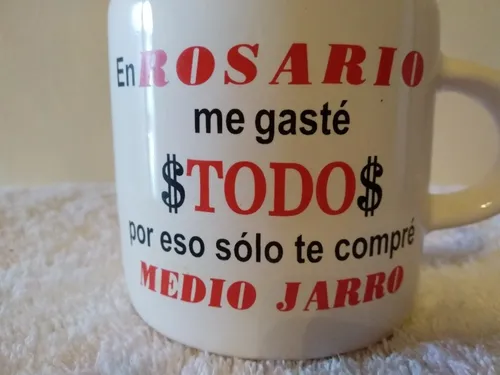 En ROSARIO
me gasté
$TODO$
por eso sólo te compré
MEDIO JARRO